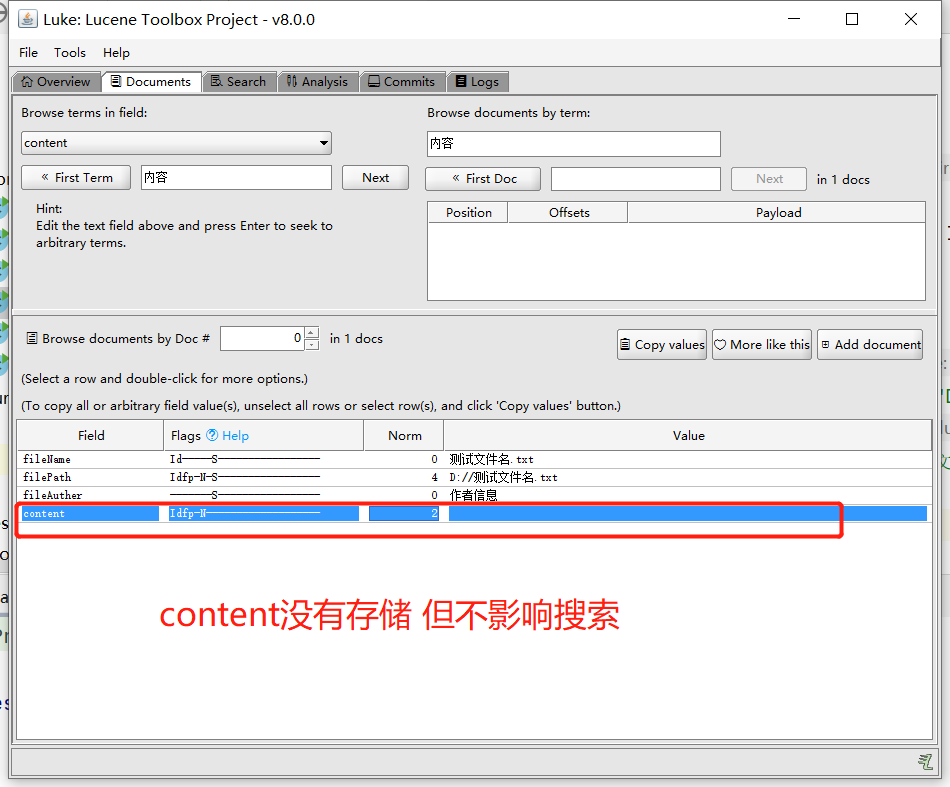 Luke: Lucene Toolbox Project - v8.0.0
File Tools Help
Overview Documents Search Analysis Commits Logs
Browse terms in field:
content
« First Term 内容 Next
Hint:
Edit the text field above and press Enter to seek to
arbitrary terms.
Browse documents by term:
内容
« First Doc Next in 1 docs
Position Offsets Payload
Browse documents by Doc # 0 in 1 docs
Copy values More like this Add document
(Select a row and double-click for more options.)
(To copy all or arbitrary field value(s), unselect all rows or select row(s), and click 'Copy values' button.)
Field Flags ? Help Norm Value
fileName Id-----S------------------ 0 测试文件名.txt
filePath Idfp-N-S------------------ 4 D://测试文件名.txt
fileAuther -------S------------------ 0 作者信息
content Idfp-N-------------------- 2
content没有存储 但不影响搜索